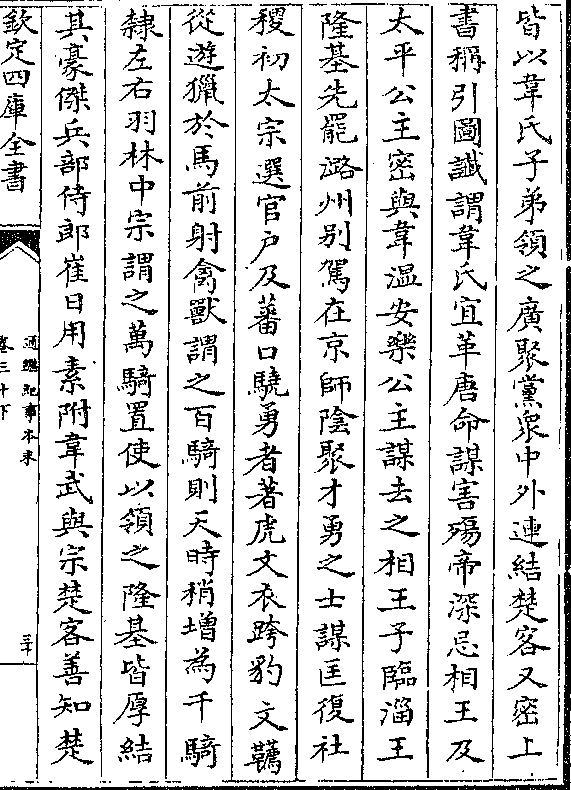 皆以韋氏子弟領之廣聚黨衆中外連結楚客又密上
書稱引圖讖謂韋氏宜革唐命謀害殤帝深忌相王及
太平公主密與韋溫安樂公主謀去之相王子臨淄王
隆基先罷潞州别駕在京師陰聚才勇之士謀匡復社
稷初太宗選官户及蕃口驍勇者著虎文衣跨豹文韉
從遊獵於馬前射禽獸謂之百騎則天時稍增為千騎
隸左右羽林中宗謂之萬騎置使以領之隆基皆厚結
其豪傑兵部侍郎崔日用素附韋武與宗楚客善知楚
欽定四庫全書
通鑑紀事本末
卷三十下
三十